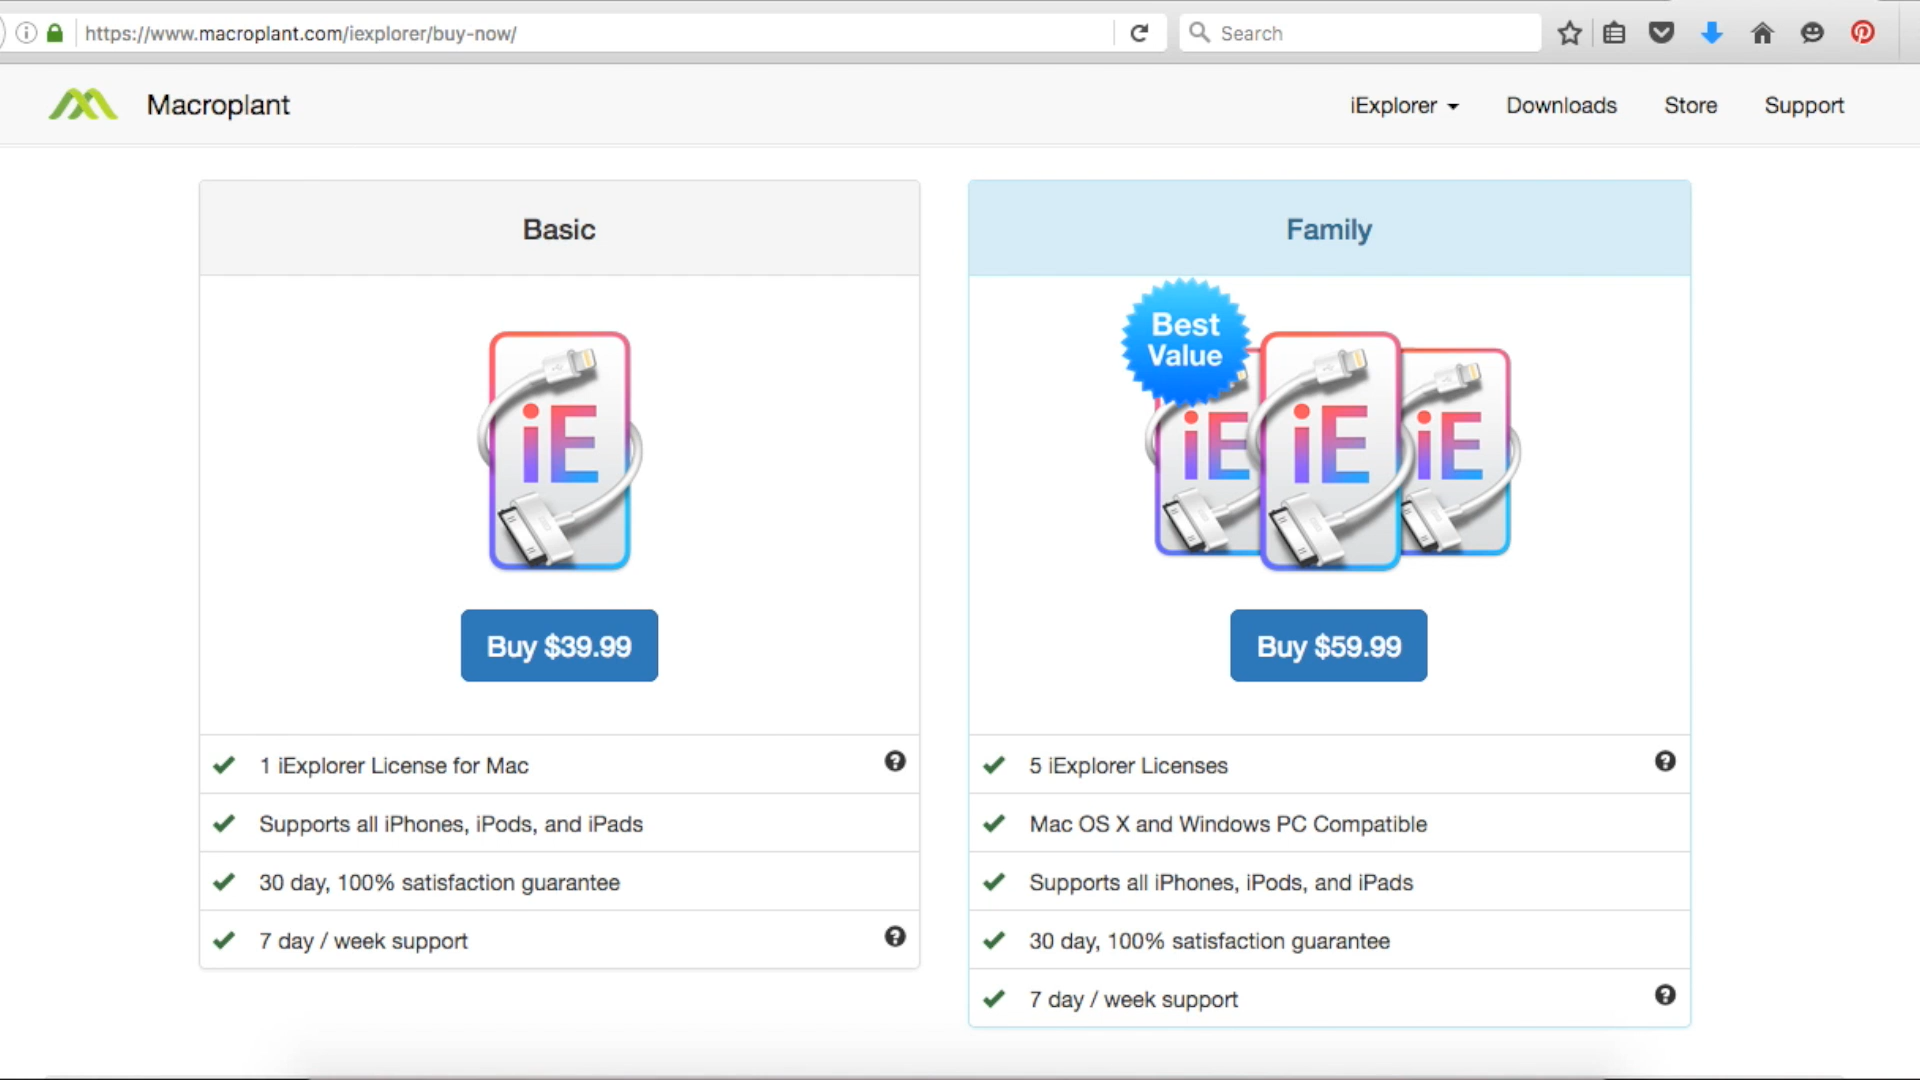 https://www.macroplant.com/iexplorer/buy-now/
Search
Macroplant
iExplorer
Downloads
Store
Support
Basic
iE
Buy $39.99
1 iExplorer License for Mac
Supports all iPhones, iPods, and iPads
30 day, 100% satisfaction guarantee
7 day / week support
Family
Best
Value
iE
iE
iE
Buy $59.99
5 iExplorer Licenses
Mac OS X and Windows PC Compatible
Supports all iPhones, iPods, and iPads
30 day, 100% satisfaction guarantee
7 day / week support